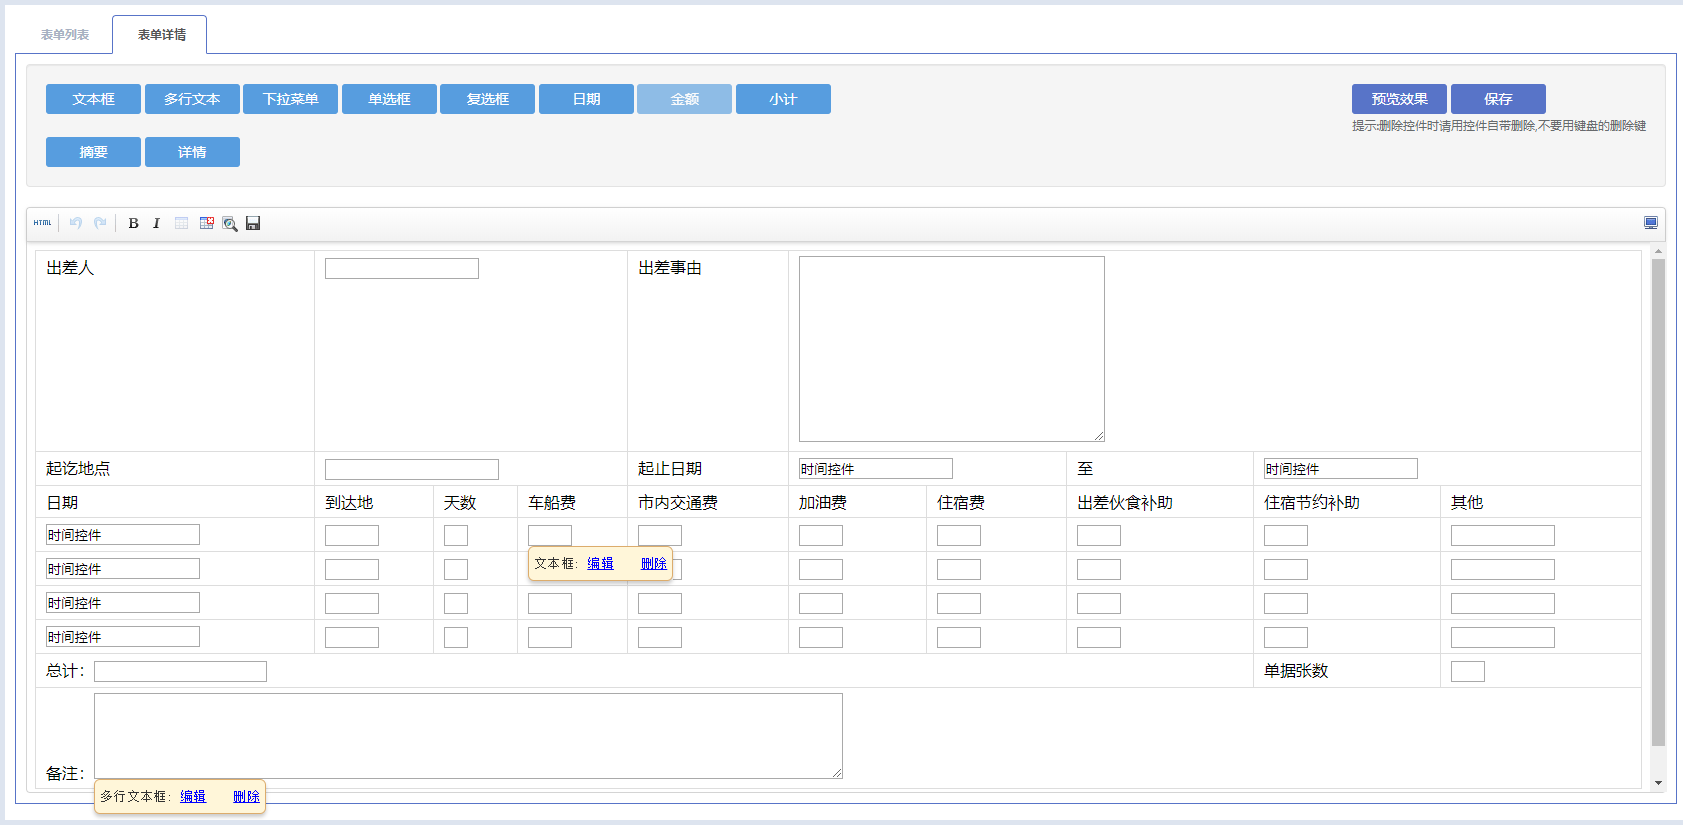 表单列表 表单详情
文本框 多行文本 下拉菜单 单选框 复选框 日期 金额 小计 预览效果 保存
提示:删除控件时请用控件自带删除,不要用键盘的删除键
摘要 详情
HTML B I
出差人 出差事由
起讫地点 起止日期 时间控件 至 时间控件
日期 到达地 天数 车船费 市内交通费 加油费 住宿费 出差伙食补助 住宿节约补助 其他
时间控件
文本框: 编辑 删除
时间控件
时间控件
时间控件
总计: 单据张数
备注:
多行文本框: 编辑 删除